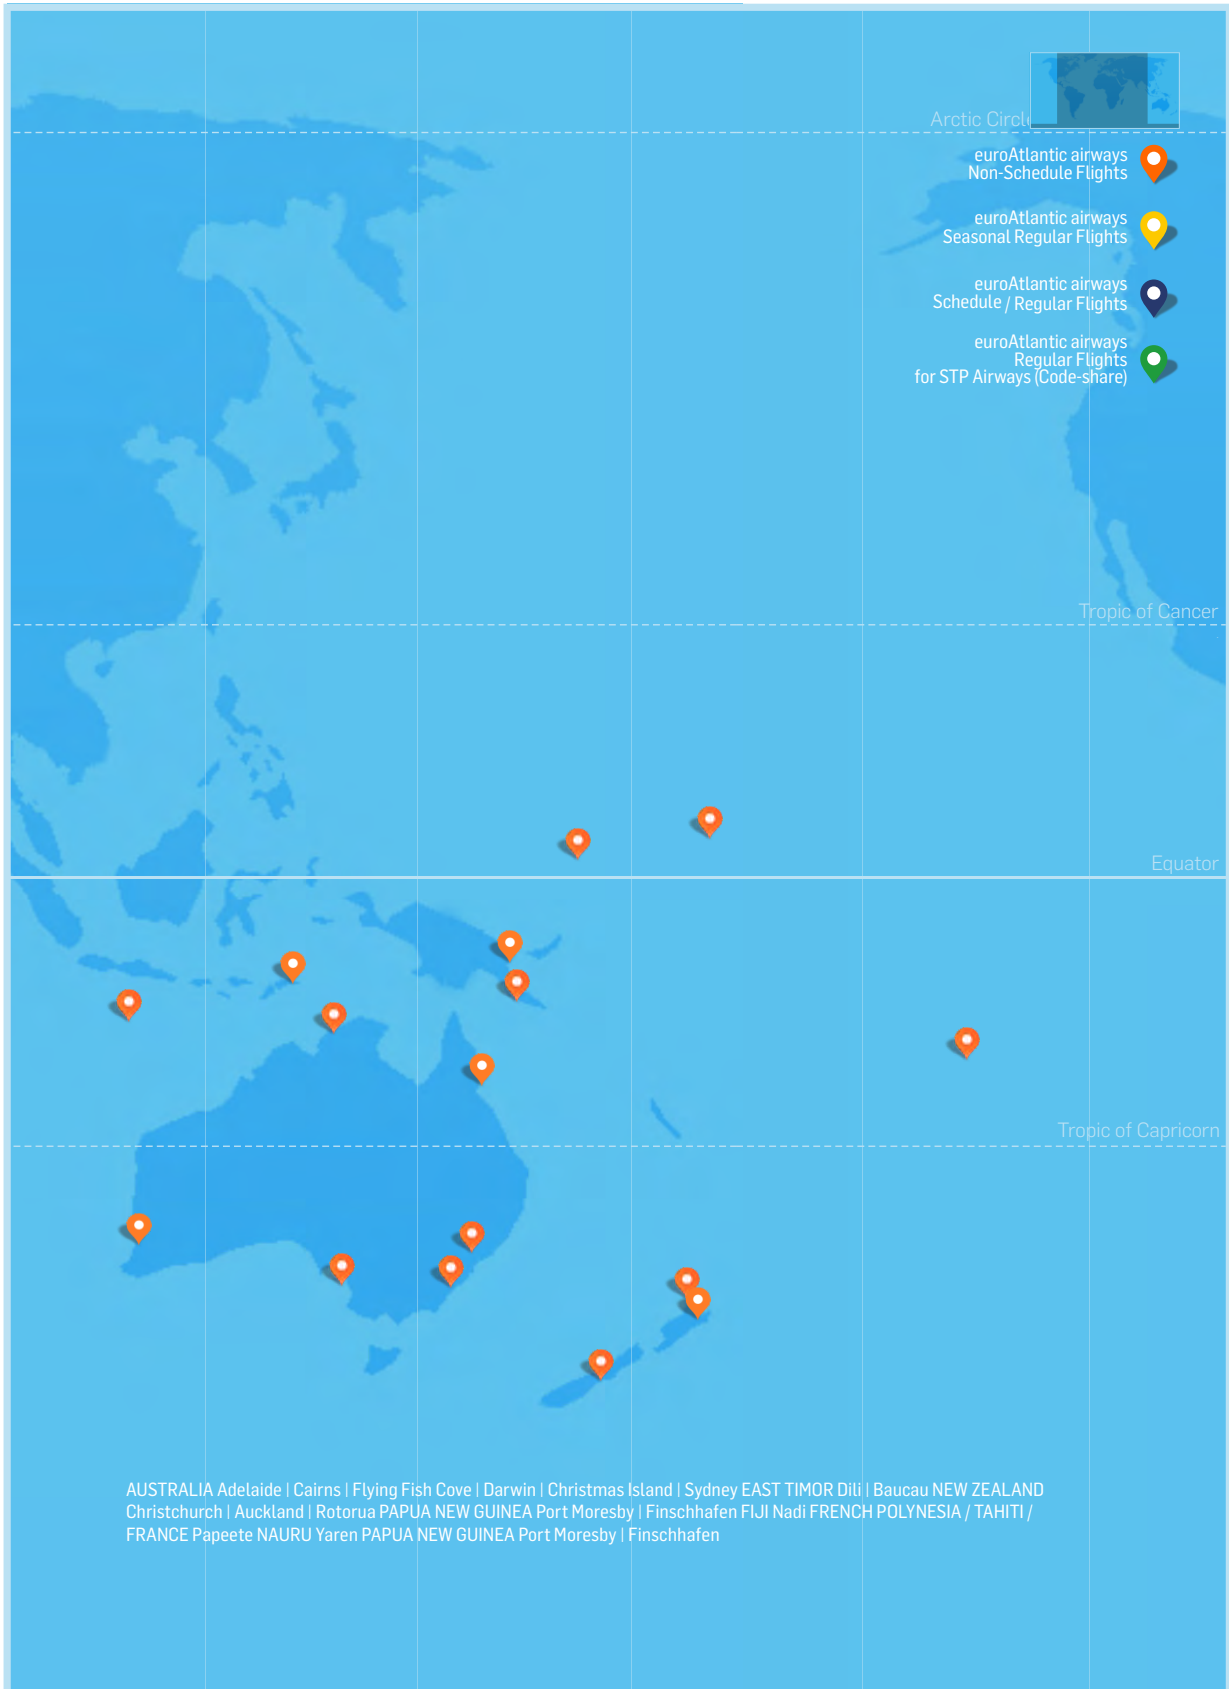 Arctic Circl
euroAtlantic airways
Non-Schedule Flights
euroAtlantic airways
Seasonal Regular Flights
euroAtlantic airways
Schedule / Regular Flights
euroAtlantic airways
Regular Flights
for STP Airways (Code-share)
Tropic of Cancer
Equator
Tropic of Capricorn
AUSTRALIA Adelaide | Cairns | Flying Fish Cove | Darwin | Christmas Island | Sydney EAST TIMOR Dili | Baucau NEW ZEALAND
Christchurch | Auckland | Rotorua PAPUA NEW GUINEA Port Moresby | Finschhafen FIJI Nadi FRENCH POLYNESIA / TAHITI /
FRANCE Papeete NAURU Yaren PAPUA NEW GUINEA Port Moresby | Finschhafen